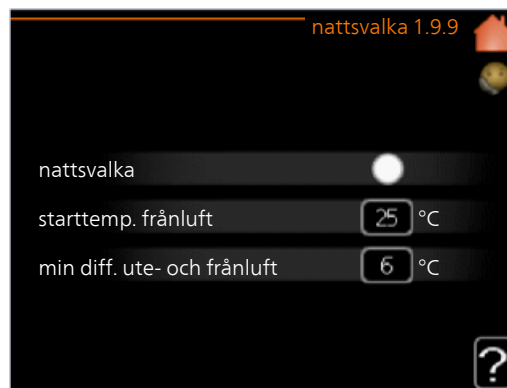 nattsvalka 1.9.9
nattsvalka
starttemp. frånluft 25 °C
min diff. ute- och frånluft 6 °C
?